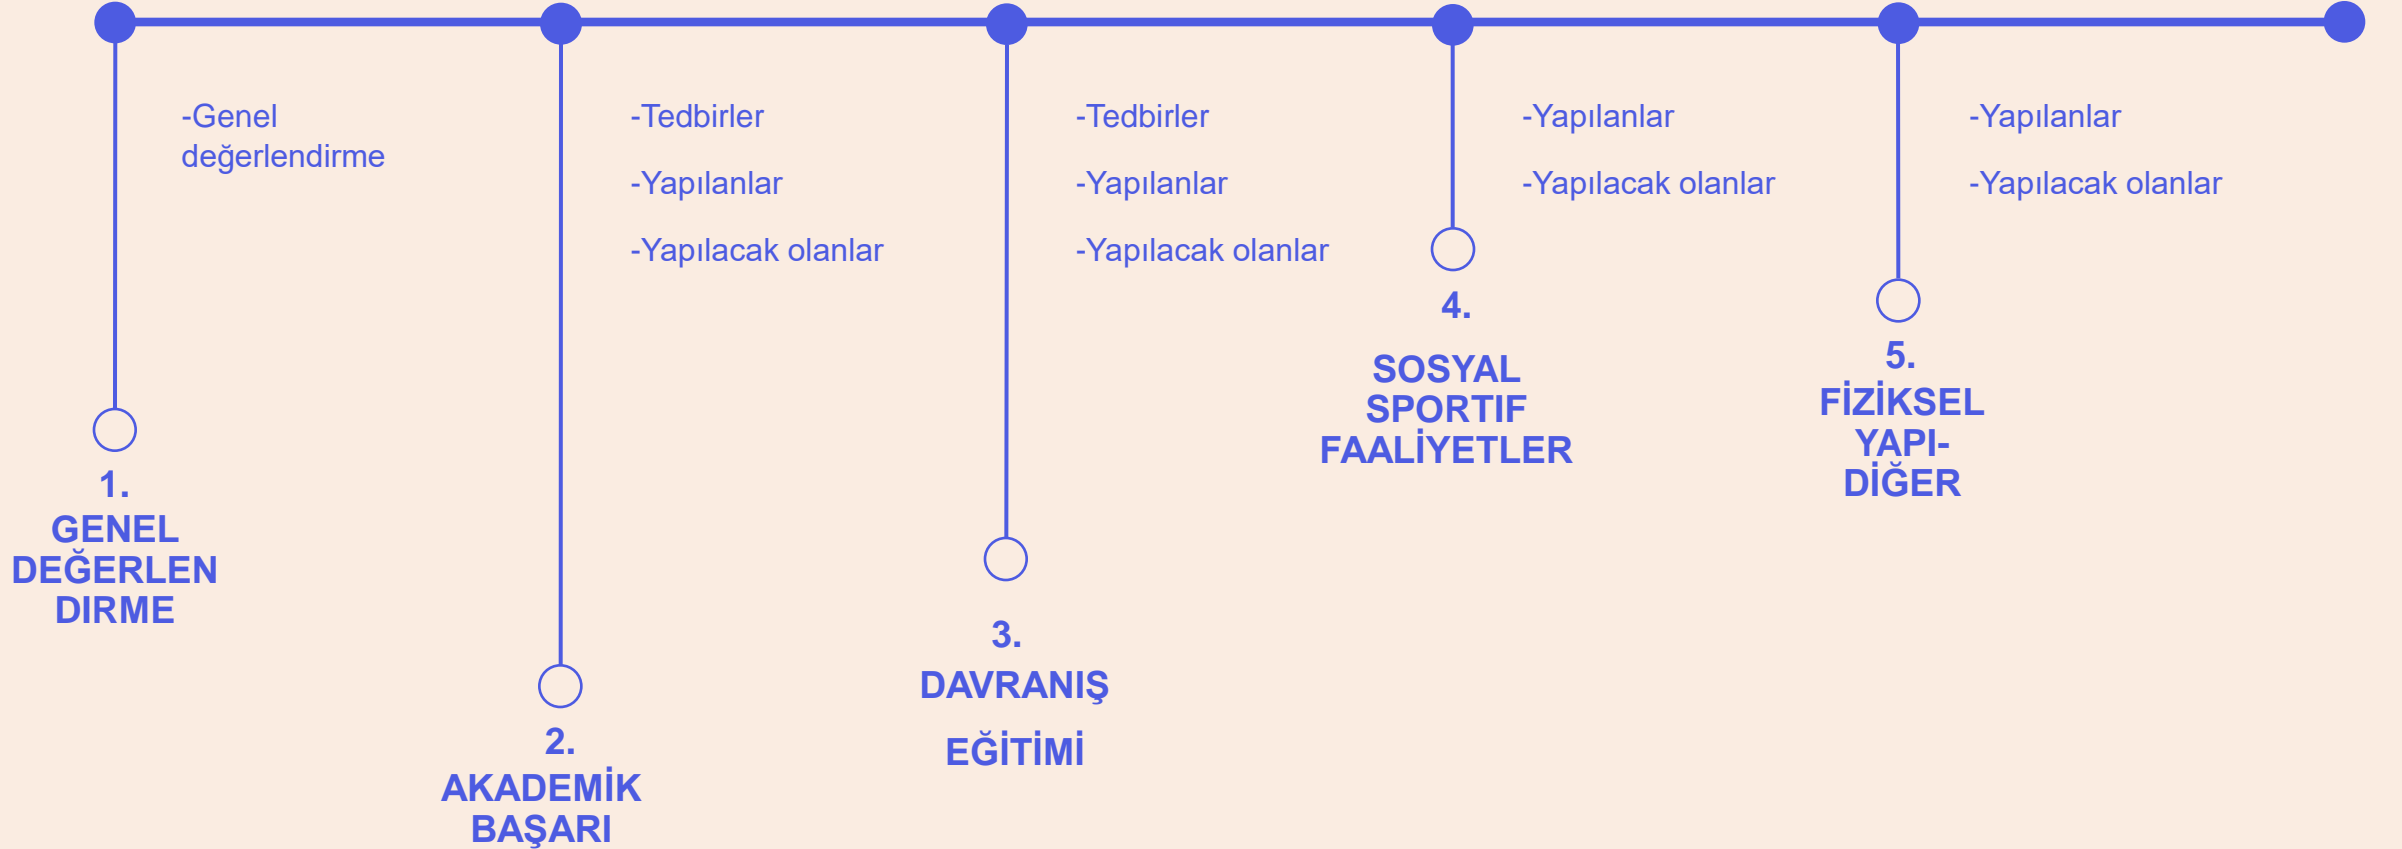 -Genel
değerlendirme
1.
GENEL
DEĞERLEN
DIRME
-Tedbirler
-Yapılanlar
-Yapılacak olanlar
2.
AKADEMİK
BAŞARI
-Tedbirler
-Yapılanlar
-Yapılacak olanlar
3.
DAVRANIŞ
EĞİTİMİ
-Yapılanlar
-Yapılacak olanlar
4.
SOSYAL
SPORTIF
FAALİYETLER
-Yapılanlar
-Yapılacak olanlar
5.
FİZİKSEL
YAPI-
DİĞER